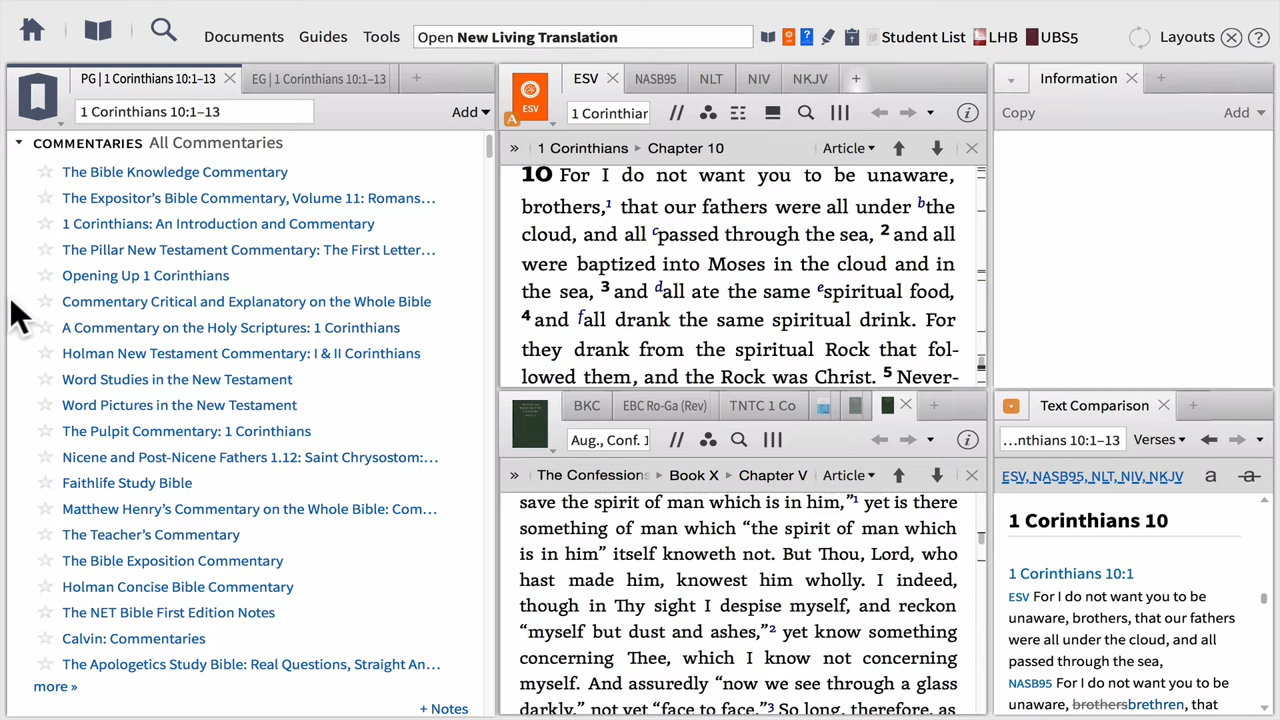 Documents Guides Tools Open New Living Translation Student List LHB UBS5 Layouts
PG | 1 Corinthians 10:1–13 EG | 1 Corinthians 10:1–13
1 Corinthians 10:1–13 Add
COMMENTARIES All Commentaries
The Bible Knowledge Commentary
The Expositor's Bible Commentary, Volume 11: Romans…
1 Corinthians: An Introduction and Commentary
The Pillar New Testament Commentary: The First Letter…
Opening Up 1 Corinthians
Commentary Critical and Explanatory on the Whole Bible
A Commentary on the Holy Scriptures: 1 Corinthians
Holman New Testament Commentary: I & II Corinthians
Word Studies in the New Testament
Word Pictures in the New Testament
The Pulpit Commentary: 1 Corinthians
Nicene and Post-Nicene Fathers 1.12: Saint Chrysostom:…
Faithlife Study Bible
Matthew Henry's Commentary on the Whole Bible: Com…
The Teacher's Commentary
The Bible Exposition Commentary
Holman Concise Bible Commentary
The NET Bible First Edition Notes
Calvin: Commentaries
The Apologetics Study Bible: Real Questions, Straight An…
more »
+ Notes
ESV
A
ESV NASB95 NLT NIV NKJV
1 Corinthiar
» 1 Corinthians Chapter 10 Article
10 For I do not want you to be unaware,
brothers,1 that our fathers were all under bthe
cloud, and all cpassed through the sea, 2 and all
were baptized into Moses in the cloud and in
the sea, 3 and dall ate the same espiritual food,
4 and fall drank the same spiritual drink. For
they drank from the spiritual Rock that fol-
lowed them, and the Rock was Christ. 5 Never-
BKC EBC Ro-Ga (Rev) TNTC 1 Co
Aug., Conf. 1
» The Confessions Book X Chapter V Article
save the spirit of man which is in him,”1 yet is there
something of man which “the spirit of man which
is in him” itself knoweth not. But Thou, Lord, who
hast made him, knowest him wholly. I indeed,
though in Thy sight I despise myself, and reckon
“myself but dust and ashes,”2 yet know something
concerning Thee, which I know not concerning
myself. And assuredly “now we see through a glass
darkly,” not yet “face to face.”3 So long, therefore, as
Information
Copy Add
Text Comparison
…nthians 10:1–13 Verses
ESV, NASB95, NLT, NIV, NKJV a a
1 Corinthians 10
1 Corinthians 10:1
ESV For I do not want you to be
unaware, brothers, that our fathers
were all under the cloud, and all
passed through the sea,
NASB95 For I do not want you to be
unaware, brothersbrethren, that